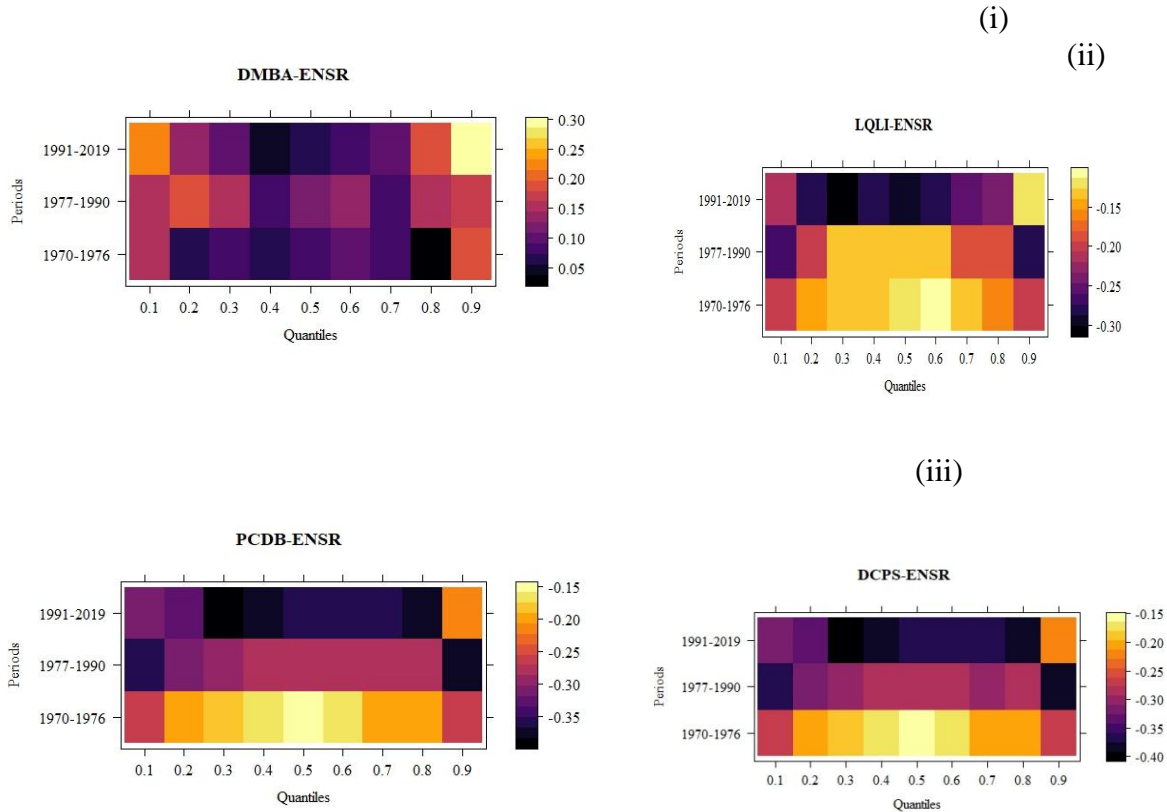 (i)
(ii)
DMBA-ENSR
0.30
0.25
0.20
0.15
0.10
0.05
1991-2019
1977-1990
1970-1976
Periods
0.1 0.2 0.3 0.4 0.5 0.6 0.7 0.8 0.9
Quantiles
LQLI-ENSR
-0.15
-0.20
-0.25
-0.30
1991-2019
1977-1990
1970-1976
Periods
0.1 0.2 0.3 0.4 0.5 0.6 0.7 0.8 0.9
Quantiles
(iii)
PCDB-ENSR
-0.15
-0.20
-0.25
-0.30
-0.35
1991-2019
1977-1990
1970-1976
Periods
0.1 0.2 0.3 0.4 0.5 0.6 0.7 0.8 0.9
Quantiles
DCPS-ENSR
-0.15
-0.20
-0.25
-0.30
-0.35
-0.40
1991-2019
1977-1990
1970-1976
Periods
0.1 0.2 0.3 0.4 0.5 0.6 0.7 0.8 0.9
Quantiles